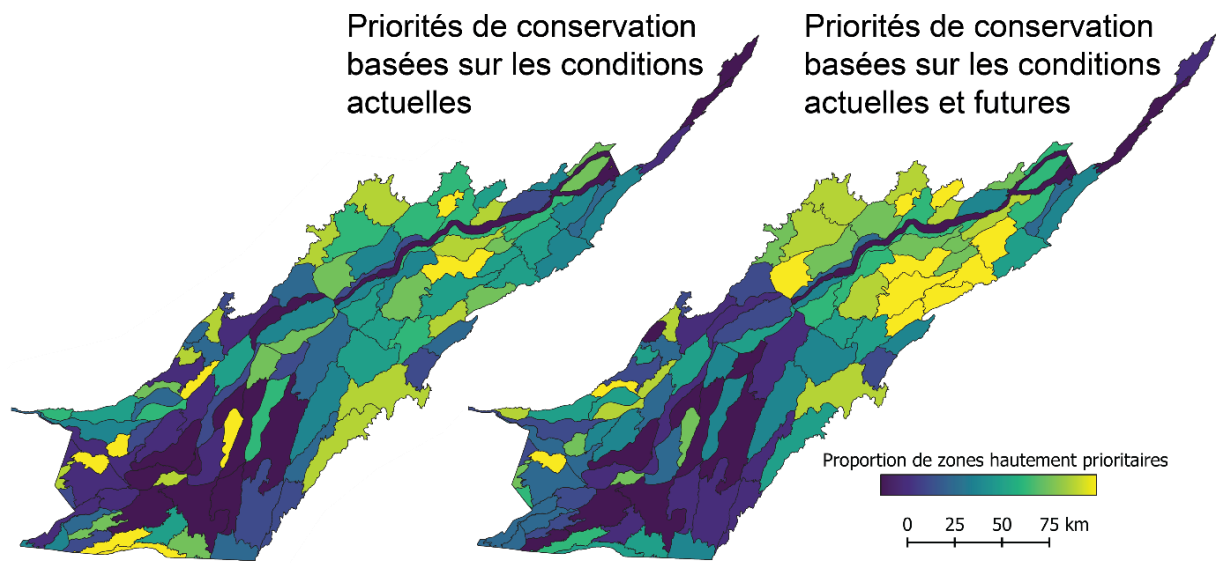 Priorités de conservation
basées sur les conditions
actuelles
Priorités de conservation
basées sur les conditions
actuelles et futures
Proportion de zones hautement prioritaires
0 25 50 75 km